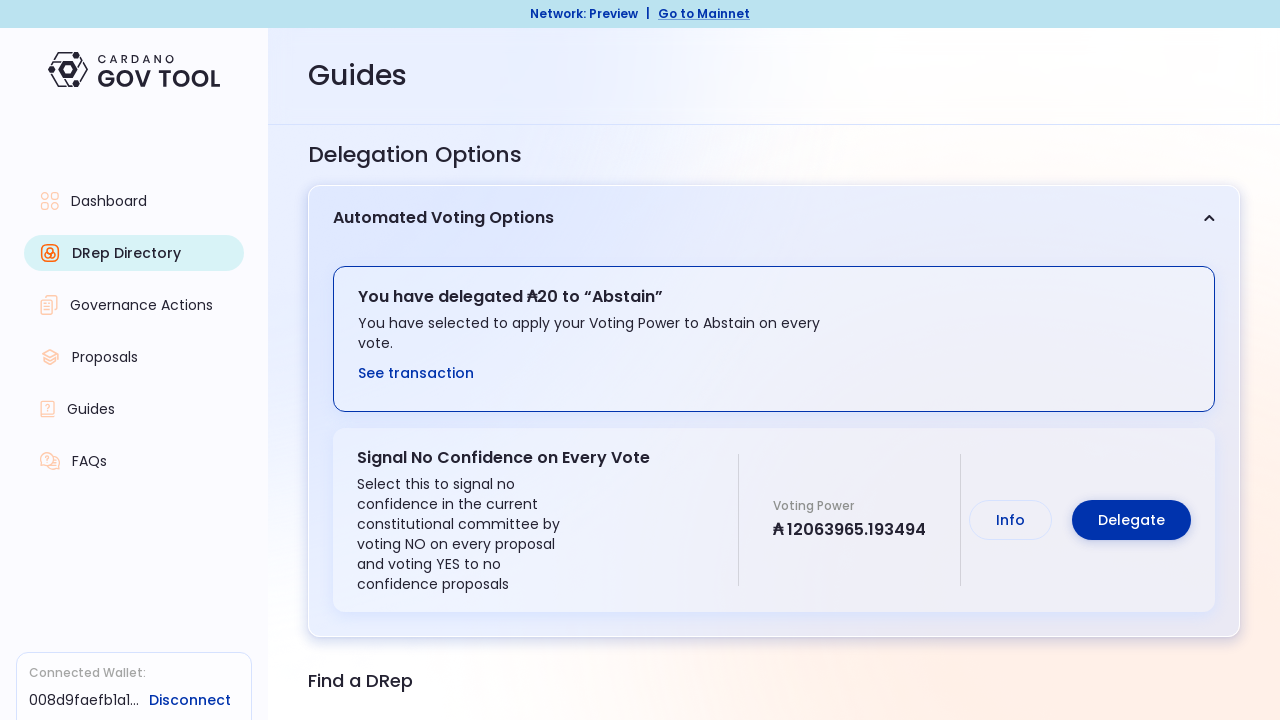 Network: Preview | Go to Mainnet
CARDANO
GOV TOOL
Dashboard
DRep Directory
Governance Actions
Proposals
Guides
FAQs
Connected Wallet:
008d9faefb1a1... Disconnect
Guides
Delegation Options
Automated Voting Options
You have delegated ₳20 to “Abstain”
You have selected to apply your Voting Power to Abstain on every
vote.
See transaction
Signal No Confidence on Every Vote
Select this to signal no
confidence in the current
constitutional committee by
voting NO on every proposal
and voting YES to no
confidence proposals
Voting Power
₳ 12063965.193494
Info
Delegate
Find a DRep